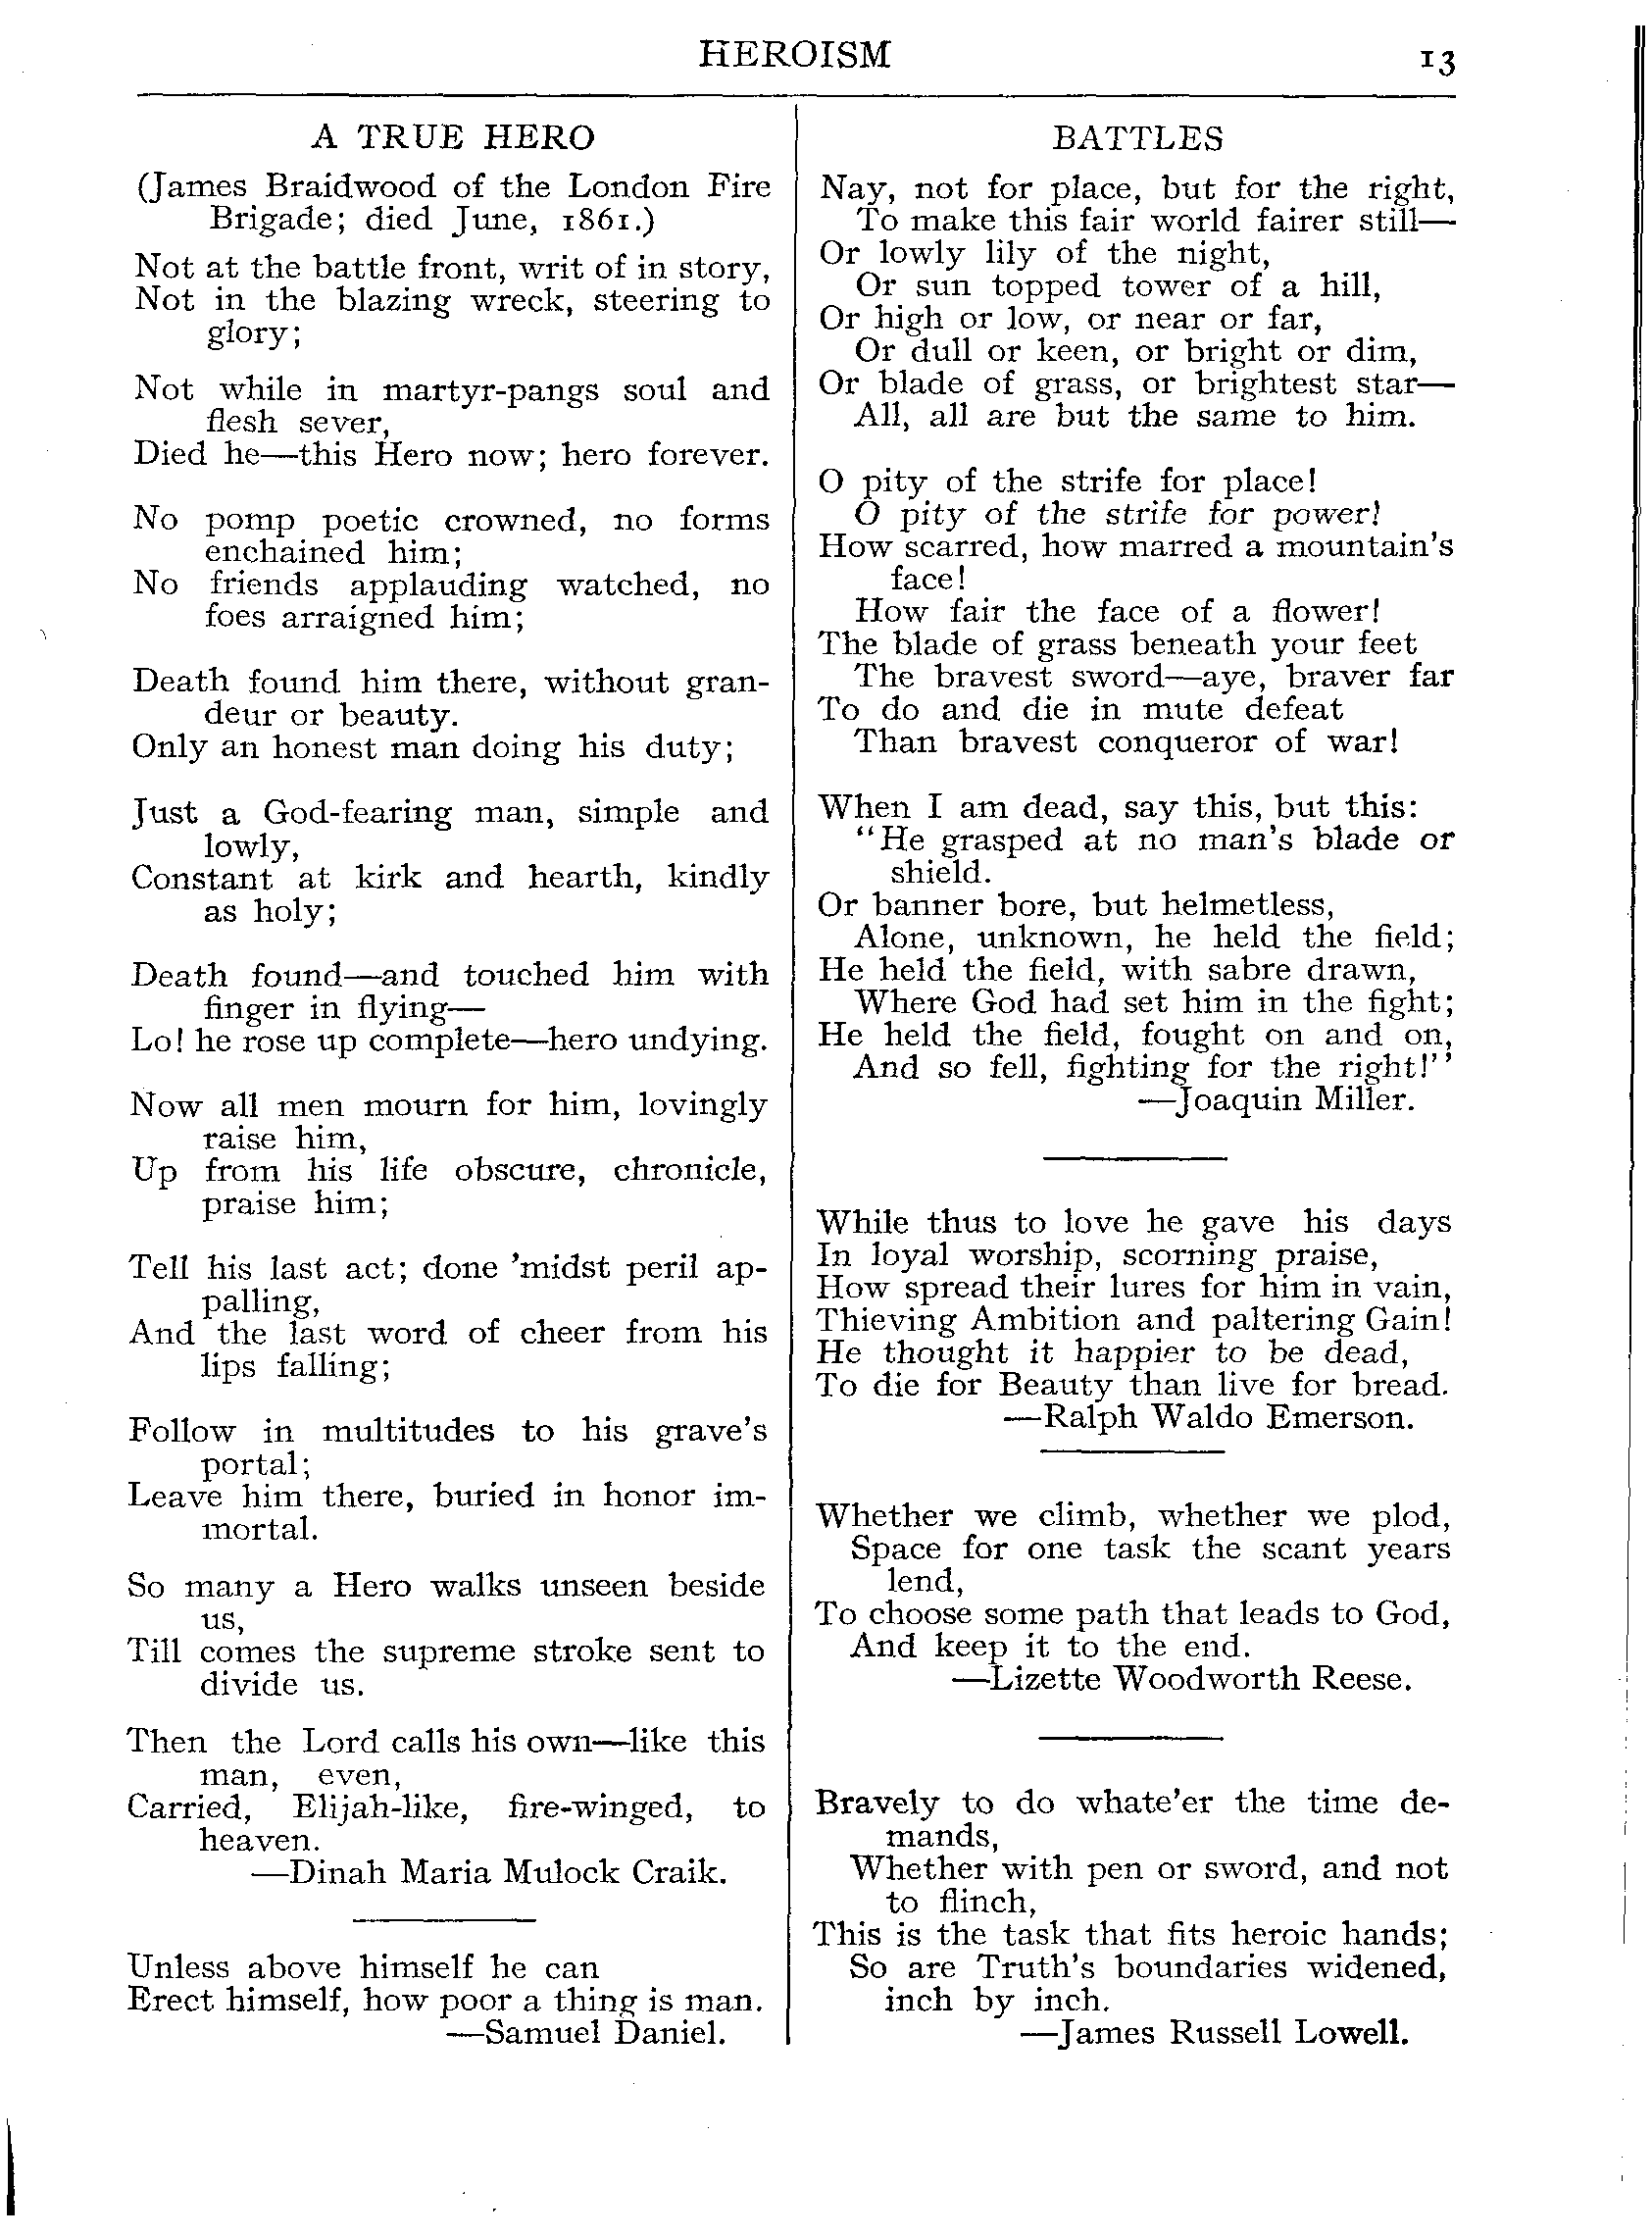 HEROISM
13
A TRUE HERO
(James Braidwood of the London Fire
Brigade; died June, 1861.)
Not at the battle front, writ of in story,
Not in the blazing wreck, steering to
glory;
Not while in martyr-pangs soul and
flesh sever,
Died he—this Hero now; hero forever.
No pomp poetic crowned, no forms
enchained him;
No friends applauding watched, no
foes arraigned him;
Death found him there, without gran-
deur or beauty.
Only an honest man doing his duty;
Just a God-fearing man, simple and
lowly,
Constant at kirk and hearth, kindly
as holy;
Death found—and touched him with
finger in flying—
Lo! he rose up complete—hero undying.
Now all men mourn for him, lovingly
raise him,
Up from his life obscure, chronicle,
praise him;
Tell his last act; done 'midst peril ap-
palling,
And the last word of cheer from his
lips falling;
Follow in multitudes to his grave's
portal;
Leave him there, buried in honor im-
mortal.
So many a Hero walks unseen beside
us,
Till comes the supreme stroke sent to
divide us.
Then the Lord calls his own—like this
man, even,
Carried, Elijah-like, fire-winged, to
heaven.
—Dinah Maria Mulock Craik.
Unless above himself he can
Erect himself, how poor a thing is man.
—Samuel Daniel.
BATTLES
Nay, not for place, but for the right,
To make this fair world fairer still—
Or lowly lily of the night,
Or sun topped tower of a hill,
Or high or low, or near or far,
Or dull or keen, or bright or dim,
Or blade of grass, or brightest star—
All, all are but the same to him.
O pity of the strife for place!
O pity of the strife for power!
How scarred, how marred a mountain's
face!
How fair the face of a flower!
The blade of grass beneath your feet
The bravest sword—aye, braver far
To do and die in mute defeat
Than bravest conqueror of war!
When I am dead, say this, but this:
"He grasped at no man's blade or
shield.
Or banner bore, but helmetless,
Alone, unknown, he held the field;
He held the field, with sabre drawn,
Where God had set him in the fight;
He held the field, fought on and on,
And so fell, fighting for the right!"
—Joaquin Miller.
While thus to love he gave his days
In loyal worship, scorning praise,
How spread their lures for him in vain,
Thieving Ambition and paltering Gain!
He thought it happier to be dead,
To die for Beauty than live for bread.
—Ralph Waldo Emerson.
Whether we climb, whether we plod,
Space for one task the scant years
lend,
To choose some path that leads to God,
And keep it to the end.
—Lizette Woodworth Reese.
Bravely to do whate'er the time de-
mands,
Whether with pen or sword, and not
to flinch,
This is the task that fits heroic hands;
So are Truth's boundaries widened,
inch by inch.
—James Russell Lowell.